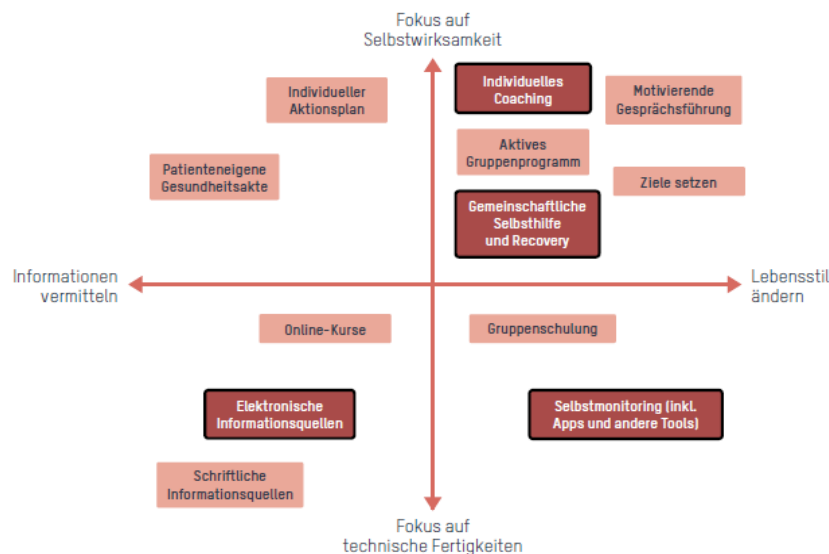 Fokus auf
Selbstwirksamkeit
Individuelles
Coaching
Individueller
Aktionsplan
Motivierende
Gesprächsführung
Aktives
Gruppenprogramm
Patienteneigene
Gesundheitsakte
Ziele setzen
Gemeinschaftliche
Selbsthilfe
und Recovery
Informationen
vermitteln
Lebensstil
ändern
Online-Kurse
Gruppenschulung
Elektronische
Informationsquellen
Selbstmonitoring (inkl.
Apps und andere Tools)
Schriftliche
Informationsquellen
Fokus auf
technische Fertigkeiten